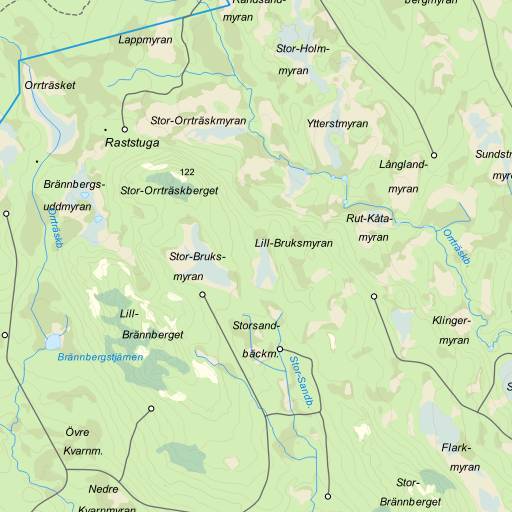 Randsand-
myran
bergmyran
Lappmyran
Stor-Holm-
myran
Orrträsket
Stor-Orrträskmyran
Ytterstmyran
Raststuga
Långland-
myran
Sundstm
myre
122
Stor-Orrträskberget
Brännbergs-
uddmyran
Orrträskb.
Rut-Kåta-
myran
Orrträskb.
Lill-Bruksmyran
Stor-Bruks-
myran
Lill-
Brännberget
Storsand-
bäckm.
Klinger-
myran
Brännbergstjärnen
Stor-Sandb.
Övre
Kvarnm.
Flark-
myran
Nedre
Kvarnmyran
Stor-
Brännberget
S